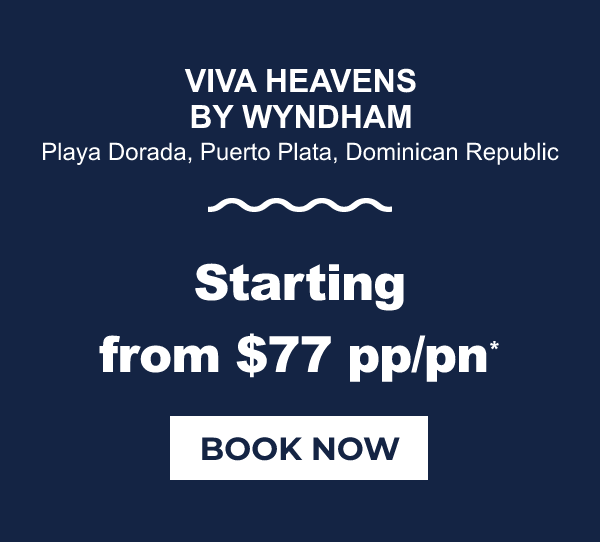 VIVA HEAVENS
BY WYNDHAM
Playa Dorada, Puerto Plata, Dominican Republic
Starting
from $77 pp/pn*
BOOK NOW